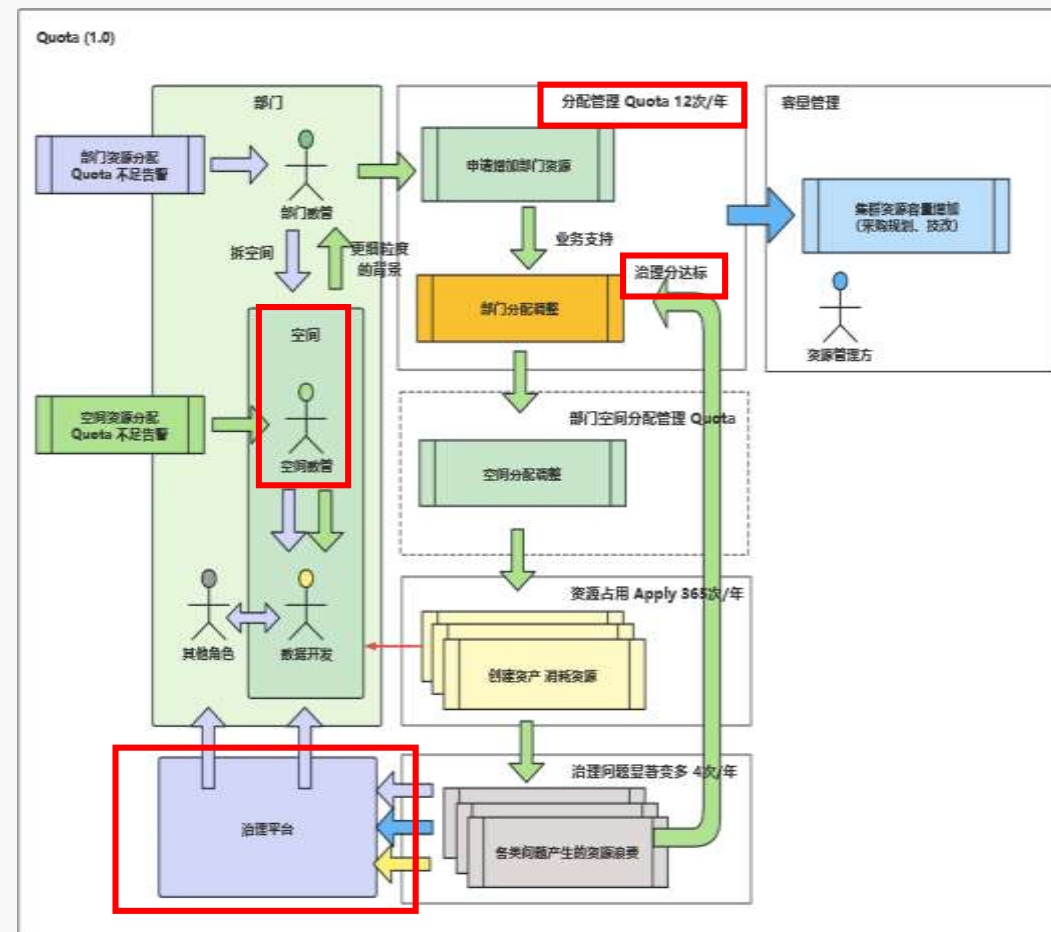 Quota (1.0)
部门
部门资源分配
Quota 不足告警
部门数管
拆空间
更细粒度
的背景
空间
空间数管
空间资源分配
Quota 不足告警
其他角色
数据开发
治理平台
分配管理 Quota 12次/年
申请增加部门资源
业务支持
治理分达标
部门分配调整
部门空间分配管理 Quota
空间分配调整
资源占用 Apply 365次/年
创建资产 消耗资源
治理问题显著变多 4次/年
各类问题产生的资源浪费
容量管理
集群资源容量增加
(采购规划、技改)
资源管理方